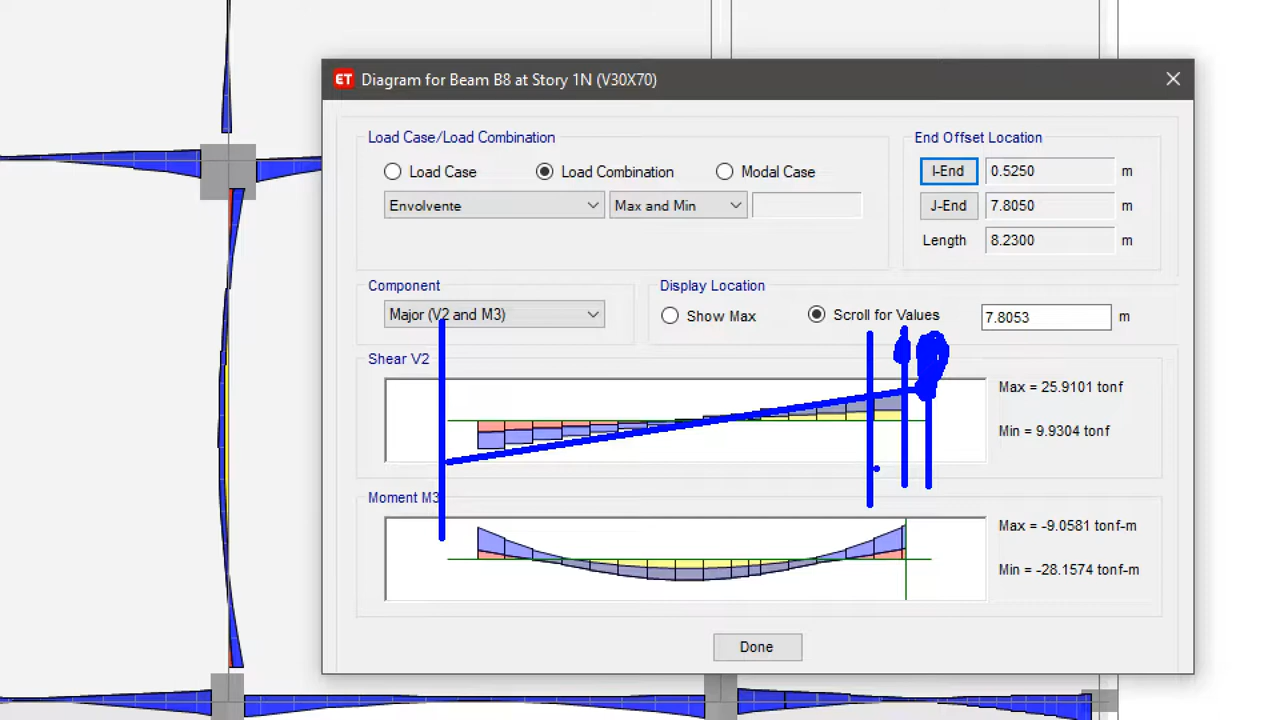 ET Diagram for Beam B8 at Story 1N (V30X70)
Load Case/Load Combination
Load Case Load Combination Modal Case
Envolvente Max and Min
End Offset Location
I-End 0.5250 m
J-End 7.8050 m
Length 8.2300 m
Component
Major (V2 and M3)
Display Location
Show Max Scroll for Values 7.8053 m
Shear V2
Max = 25.9101 tonf
Min = 9.9304 tonf
Moment M3
Max = -9.0581 tonf-m
Min = -28.1574 tonf-m
Done